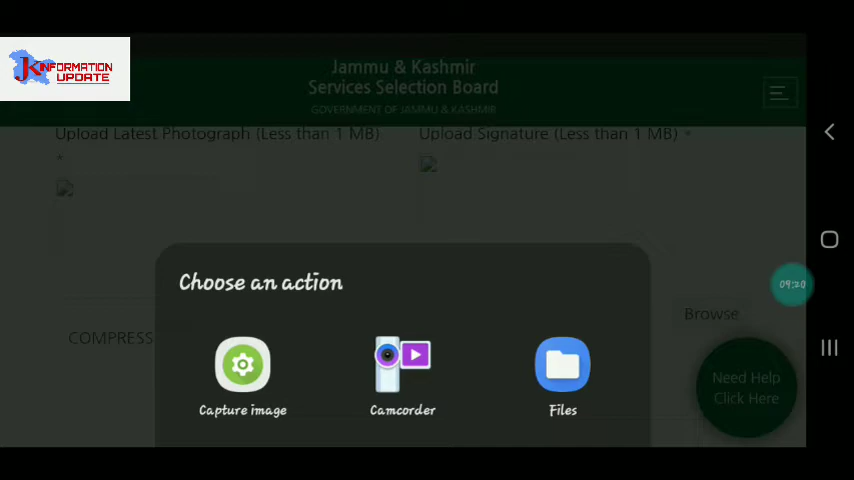 JKINFORMATION
UPDATE
Jammu & Kashmir
Services Selection Board
GOVERNMENT OF JAMMU & KASHMIR
Upload Latest Photograph (Less than 1 MB)
*
Upload Signature (Less than 1 MB) *
Choose an action
09:20
Browse
COMPRESS
Need Help
Click Here
Capture image
Camcorder
Files